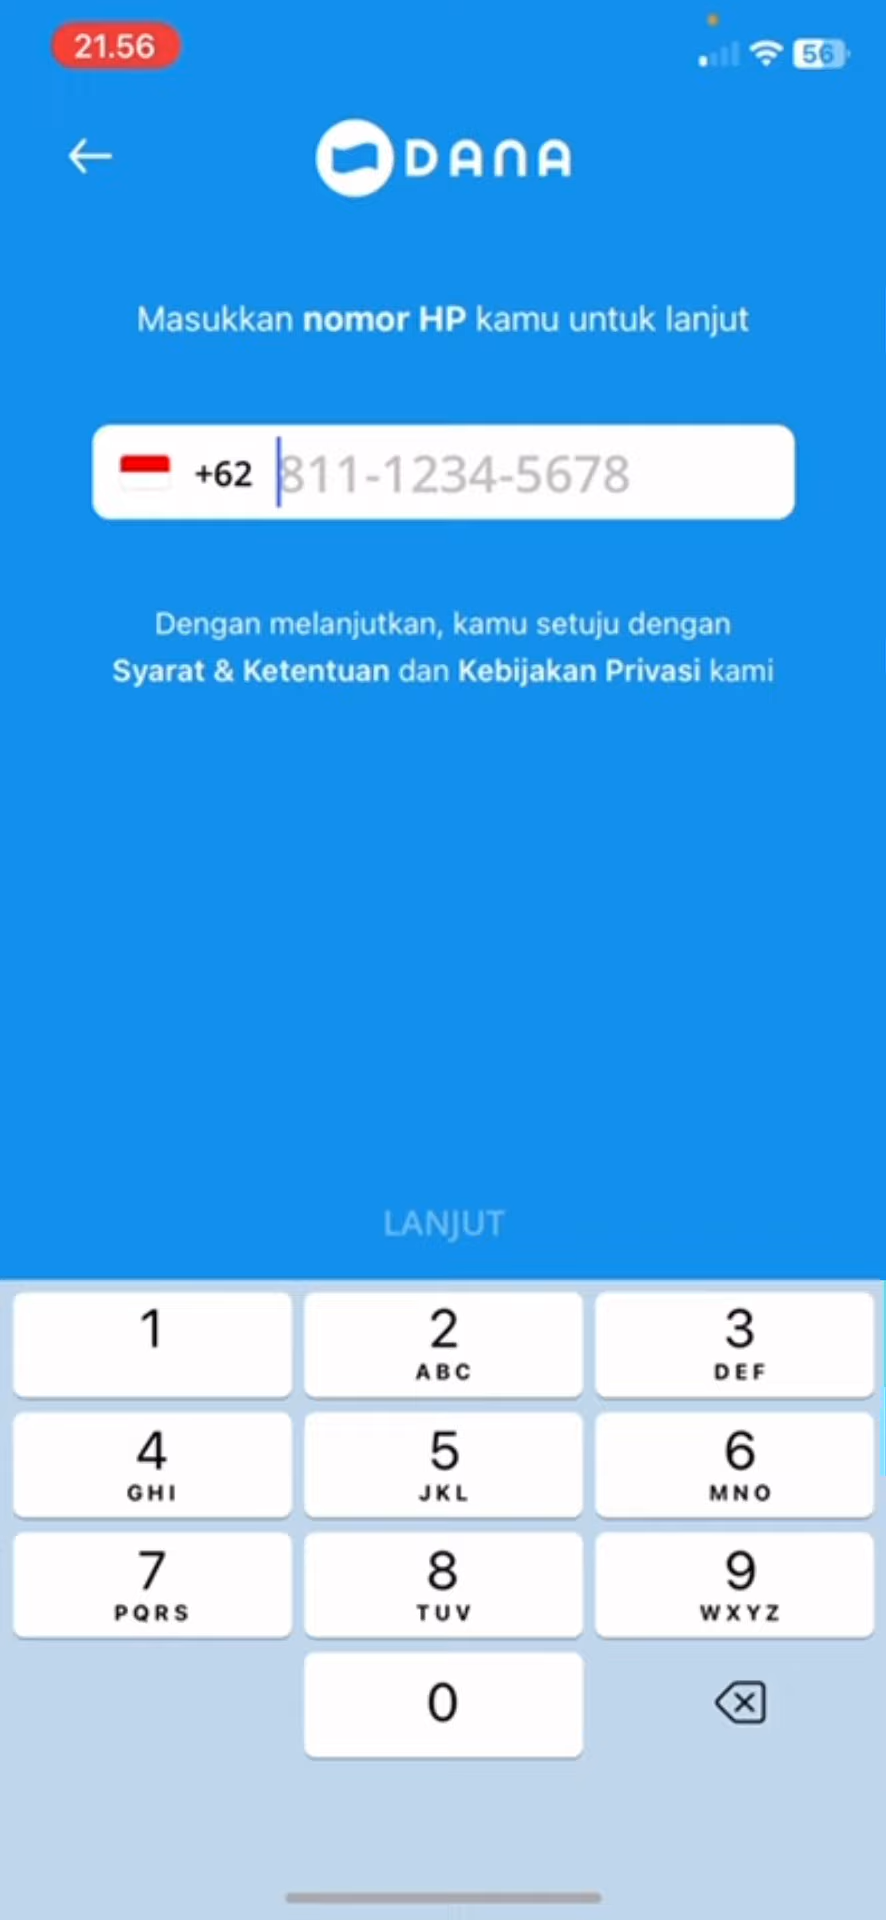 21.56
56
DANA
Masukkan nomor HP kamu untuk lanjut
+62 811-1234-5678
Dengan melanjutkan, kamu setuju dengan
Syarat & Ketentuan dan Kebijakan Privasi kami
LANJUT
1 2 3
ABC DEF
4 5 6
GHI JKL MNO
7 8 9
PQRS TUV WXYZ
0